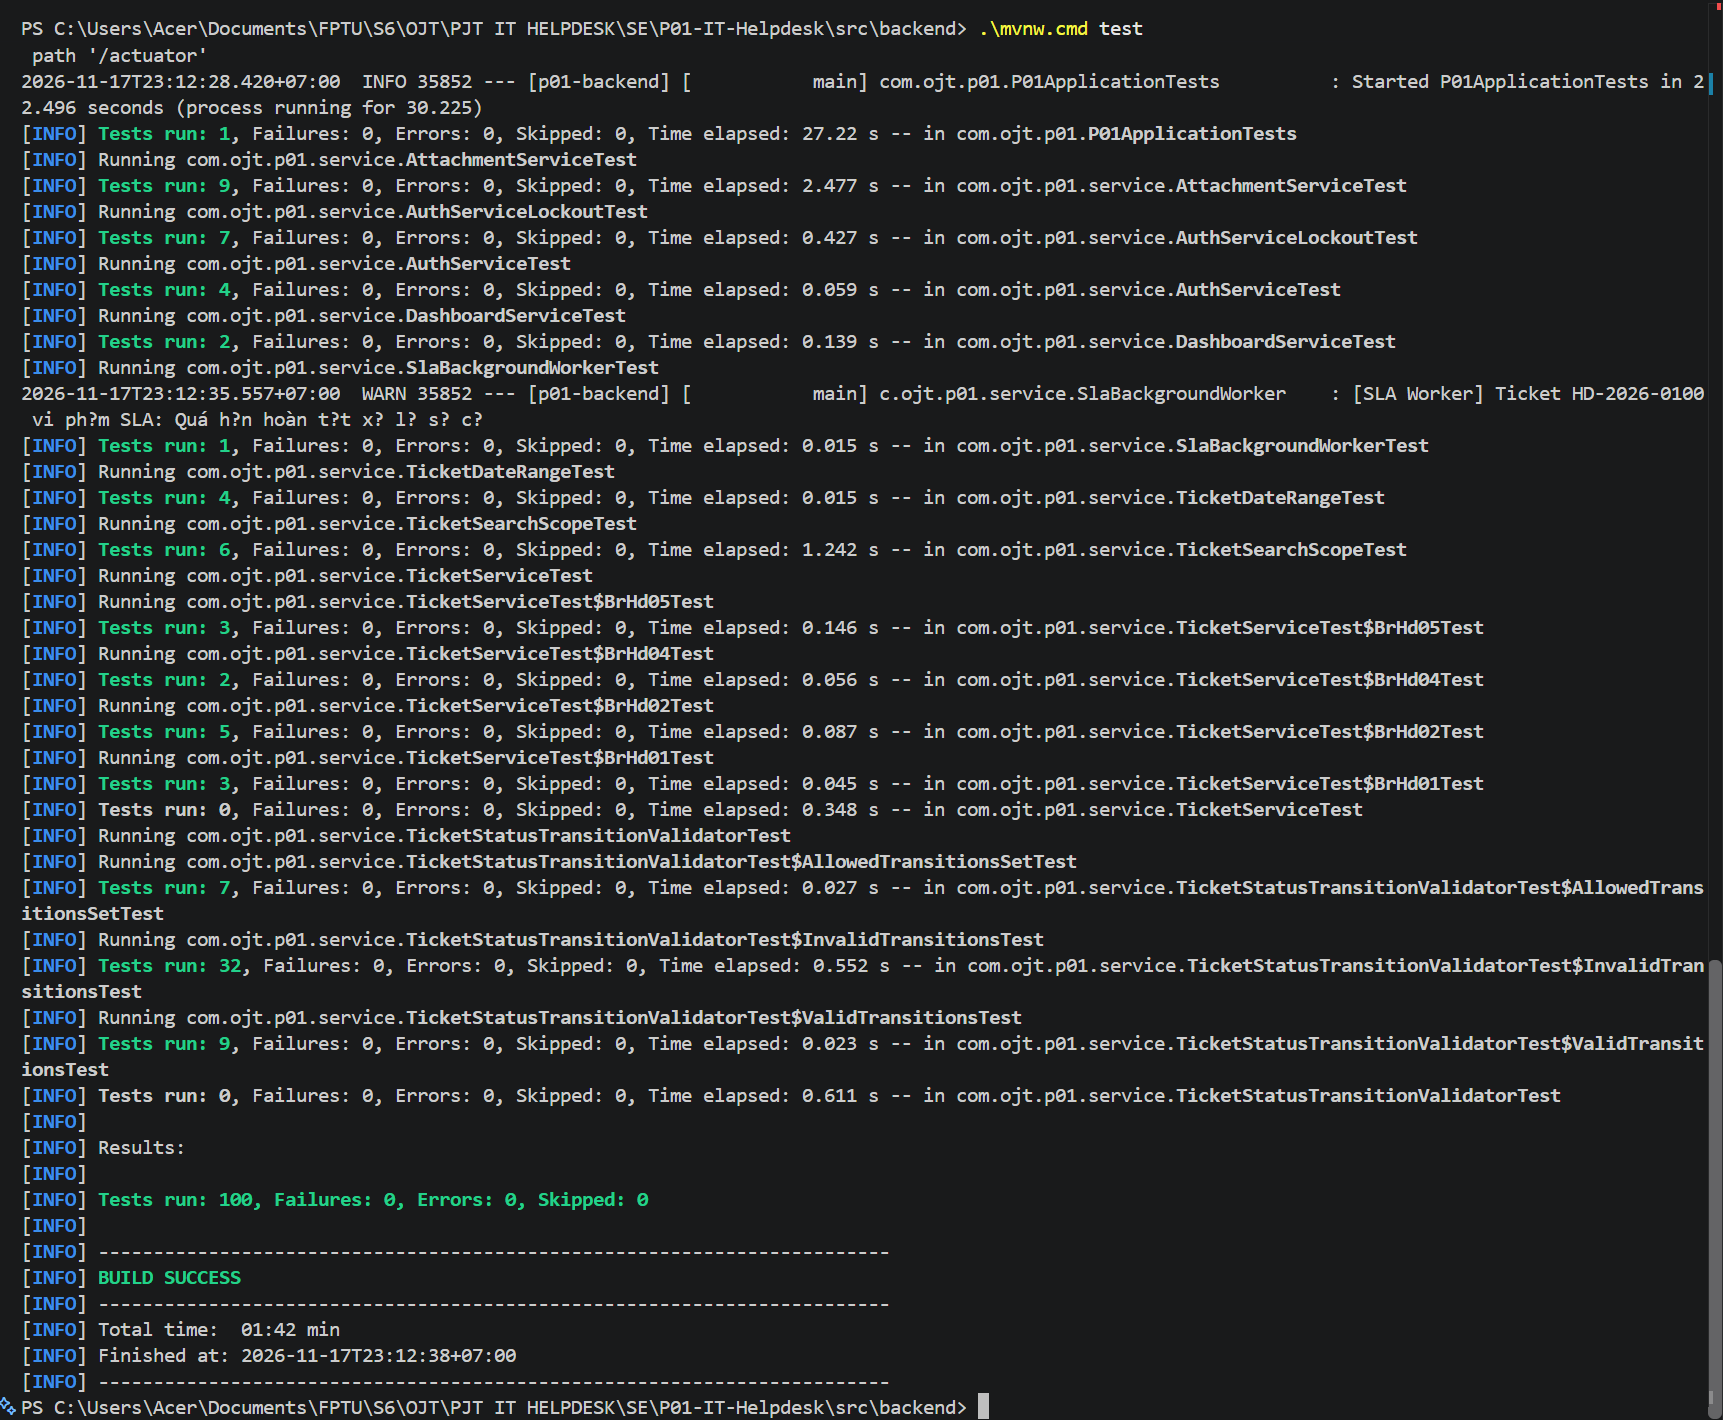 PS C:\Users\Acer\Documents\FPTU\S6\OJT\PJT IT HELPDESK\SE\P01-IT-Helpdesk\src\backend> .\mvnw.cmd test
 path '/actuator'
2026-11-17T23:12:28.420+07:00  INFO 35852 --- [p01-backend] [           main] com.ojt.p01.P01ApplicationTests          : Started P01ApplicationTests in 2
2.496 seconds (process running for 30.225)
[INFO] Tests run: 1, Failures: 0, Errors: 0, Skipped: 0, Time elapsed: 27.22 s -- in com.ojt.p01.P01ApplicationTests
[INFO] Running com.ojt.p01.service.AttachmentServiceTest
[INFO] Tests run: 9, Failures: 0, Errors: 0, Skipped: 0, Time elapsed: 2.477 s -- in com.ojt.p01.service.AttachmentServiceTest
[INFO] Running com.ojt.p01.service.AuthServiceLockoutTest
[INFO] Tests run: 7, Failures: 0, Errors: 0, Skipped: 0, Time elapsed: 0.427 s -- in com.ojt.p01.service.AuthServiceLockoutTest
[INFO] Running com.ojt.p01.service.AuthServiceTest
[INFO] Tests run: 4, Failures: 0, Errors: 0, Skipped: 0, Time elapsed: 0.059 s -- in com.ojt.p01.service.AuthServiceTest
[INFO] Running com.ojt.p01.service.DashboardServiceTest
[INFO] Tests run: 2, Failures: 0, Errors: 0, Skipped: 0, Time elapsed: 0.139 s -- in com.ojt.p01.service.DashboardServiceTest
[INFO] Running com.ojt.p01.service.SlaBackgroundWorkerTest
2026-11-17T23:12:35.557+07:00  WARN 35852 --- [p01-backend] [           main] c.ojt.p01.service.SlaBackgroundWorker    : [SLA Worker] Ticket HD-2026-0100
 vi ph?m SLA: Quá h?n hoàn t?t x? l? s? c?
[INFO] Tests run: 1, Failures: 0, Errors: 0, Skipped: 0, Time elapsed: 0.015 s -- in com.ojt.p01.service.SlaBackgroundWorkerTest
[INFO] Running com.ojt.p01.service.TicketDateRangeTest
[INFO] Tests run: 4, Failures: 0, Errors: 0, Skipped: 0, Time elapsed: 0.015 s -- in com.ojt.p01.service.TicketDateRangeTest
[INFO] Running com.ojt.p01.service.TicketSearchScopeTest
[INFO] Tests run: 6, Failures: 0, Errors: 0, Skipped: 0, Time elapsed: 1.242 s -- in com.ojt.p01.service.TicketSearchScopeTest
[INFO] Running com.ojt.p01.service.TicketServiceTest
[INFO] Running com.ojt.p01.service.TicketServiceTest$BrHd05Test
[INFO] Tests run: 3, Failures: 0, Errors: 0, Skipped: 0, Time elapsed: 0.146 s -- in com.ojt.p01.service.TicketServiceTest$BrHd05Test
[INFO] Running com.ojt.p01.service.TicketServiceTest$BrHd04Test
[INFO] Tests run: 2, Failures: 0, Errors: 0, Skipped: 0, Time elapsed: 0.056 s -- in com.ojt.p01.service.TicketServiceTest$BrHd04Test
[INFO] Running com.ojt.p01.service.TicketServiceTest$BrHd02Test
[INFO] Tests run: 5, Failures: 0, Errors: 0, Skipped: 0, Time elapsed: 0.087 s -- in com.ojt.p01.service.TicketServiceTest$BrHd02Test
[INFO] Running com.ojt.p01.service.TicketServiceTest$BrHd01Test
[INFO] Tests run: 3, Failures: 0, Errors: 0, Skipped: 0, Time elapsed: 0.045 s -- in com.ojt.p01.service.TicketServiceTest$BrHd01Test
[INFO] Tests run: 0, Failures: 0, Errors: 0, Skipped: 0, Time elapsed: 0.348 s -- in com.ojt.p01.service.TicketServiceTest
[INFO] Running com.ojt.p01.service.TicketStatusTransitionValidatorTest
[INFO] Running com.ojt.p01.service.TicketStatusTransitionValidatorTest$AllowedTransitionsSetTest
[INFO] Tests run: 7, Failures: 0, Errors: 0, Skipped: 0, Time elapsed: 0.027 s -- in com.ojt.p01.service.TicketStatusTransitionValidatorTest$AllowedTrans
itionsSetTest
[INFO] Running com.ojt.p01.service.TicketStatusTransitionValidatorTest$InvalidTransitionsTest
[INFO] Tests run: 32, Failures: 0, Errors: 0, Skipped: 0, Time elapsed: 0.552 s -- in com.ojt.p01.service.TicketStatusTransitionValidatorTest$InvalidTran
sitionsTest
[INFO] Running com.ojt.p01.service.TicketStatusTransitionValidatorTest$ValidTransitionsTest
[INFO] Tests run: 9, Failures: 0, Errors: 0, Skipped: 0, Time elapsed: 0.023 s -- in com.ojt.p01.service.TicketStatusTransitionValidatorTest$ValidTransit
ionsTest
[INFO] Tests run: 0, Failures: 0, Errors: 0, Skipped: 0, Time elapsed: 0.611 s -- in com.ojt.p01.service.TicketStatusTransitionValidatorTest
[INFO]
[INFO] Results:
[INFO]
[INFO] Tests run: 100, Failures: 0, Errors: 0, Skipped: 0
[INFO]
[INFO] ------------------------------------------------------------------------
[INFO] BUILD SUCCESS
[INFO] ------------------------------------------------------------------------
[INFO] Total time:  01:42 min
[INFO] Finished at: 2026-11-17T23:12:38+07:00
[INFO] ------------------------------------------------------------------------
PS C:\Users\Acer\Documents\FPTU\S6\OJT\PJT IT HELPDESK\SE\P01-IT-Helpdesk\src\backend>